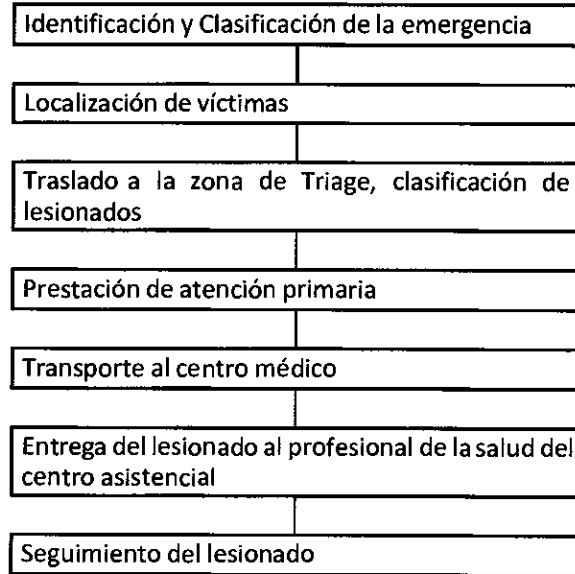 Identificación y Clasificación de la emergencia
Localización de víctimas
Traslado a la zona de Triage, clasificación de
lesionados
Prestación de atención primaria
Transporte al centro médico
Entrega del lesionado al profesional de la salud del
centro asistencial
Seguimiento del lesionado